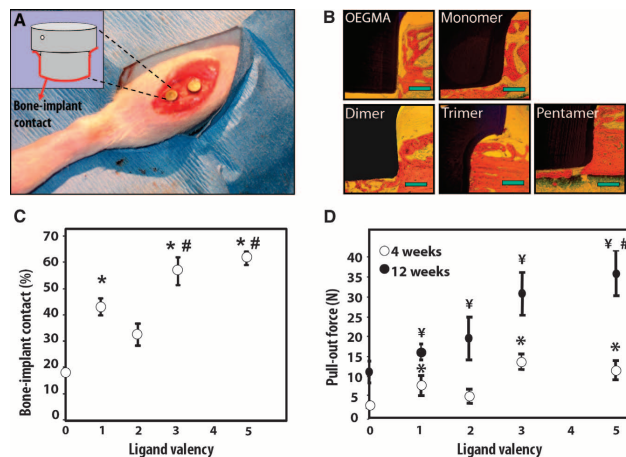 A
Bone-implant
contact
B
OEGMA
Monomer
Dimer
Trimer
Pentamer
C
Bone-implant contact (%)
70
60
50
40
30
20
10
0
*
* #
* #
0 1 2 3 4 5
Ligand valency
D
Pull-out force (N)
40
35
30
25
20
15
10
5
0
4 weeks
12 weeks
¥
¥
¥
¥ #
*
*
*
0 1 2 3 4 5
Ligand valency